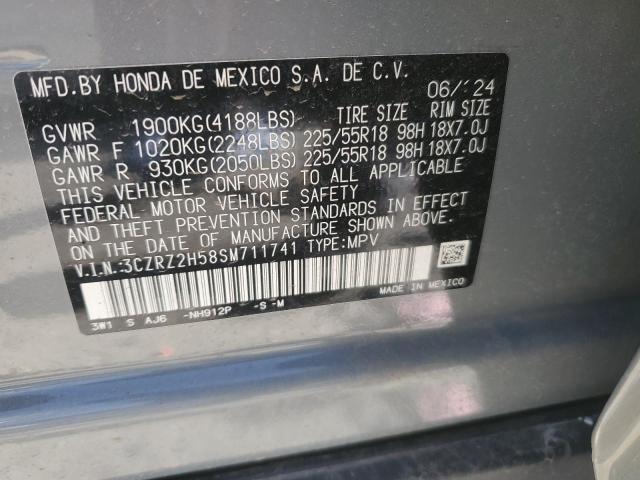 MFD.BY HONDA DE MEXICO S.A. DE C.V.
06/'24
TIRE SIZE RIM SIZE
GVWR 1900KG(4188LBS)
GAWR F 1020KG(2248LBS) 225/55R18 98H 18X7.0J
GAWR R 930KG(2050LBS) 225/55R18 98H 18X7.0J
THIS VEHICLE CONFORMS TO ALL APPLICABLE
FEDERAL MOTOR VEHICLE SAFETY
AND THEFT PREVENTION STANDARDS IN EFFECT
ON THE DATE OF MANUFACTURE SHOWN ABOVE.
V.I.N.:3CZRZ2H58SM711741 TYPE:MPV
3W1 S AJ6 -NH912P -S -M
MADE IN MEXICO